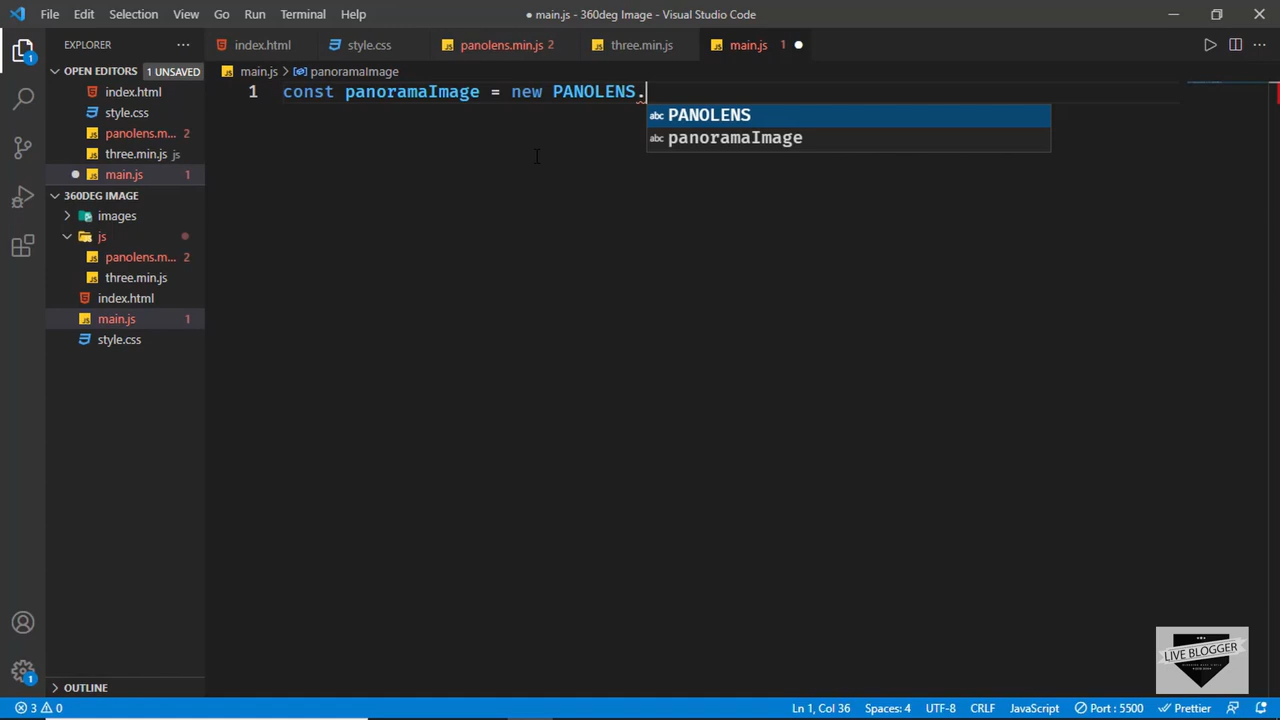 File Edit Selection View Go Run Terminal Help
● main.js - 360deg Image - Visual Studio Code
EXPLORER ···
index.html
style.css
panolens.min.js 2
three.min.js
main.js 1
main.js > panoramaImage
OPEN EDITORS 1 UNSAVED
index.html
style.css
panolens.m... 2
three.min.js js
main.js 1
360DEG IMAGE
images
js
panolens.m... 2
three.min.js
index.html
main.js 1
style.css
OUTLINE
1 const panoramaImage = new PANOLENS.
abc PANOLENS
abc panoramaImage
LIVE BLOGGER
3 0
Ln 1, Col 36 Spaces: 4 UTF-8 CRLF JavaScript Port : 5500 Prettier